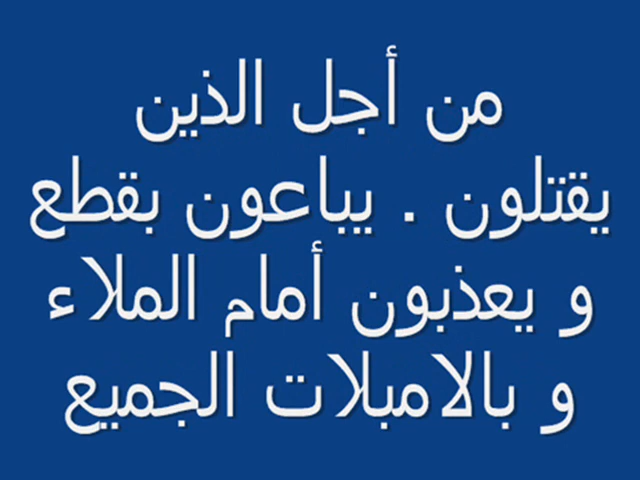 من أجل الذين
يقتلون . يباعون بقطع
و يعذبون أمام الملاء
و بالامبلات الجميع